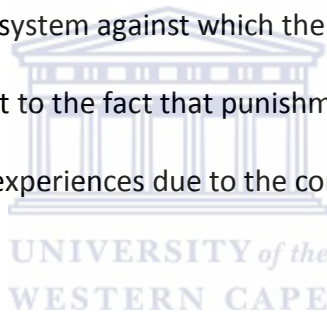 system against which the
t to the fact that punishm
experiences due to the co
UNIVERSITY of the
WESTERN CAPE